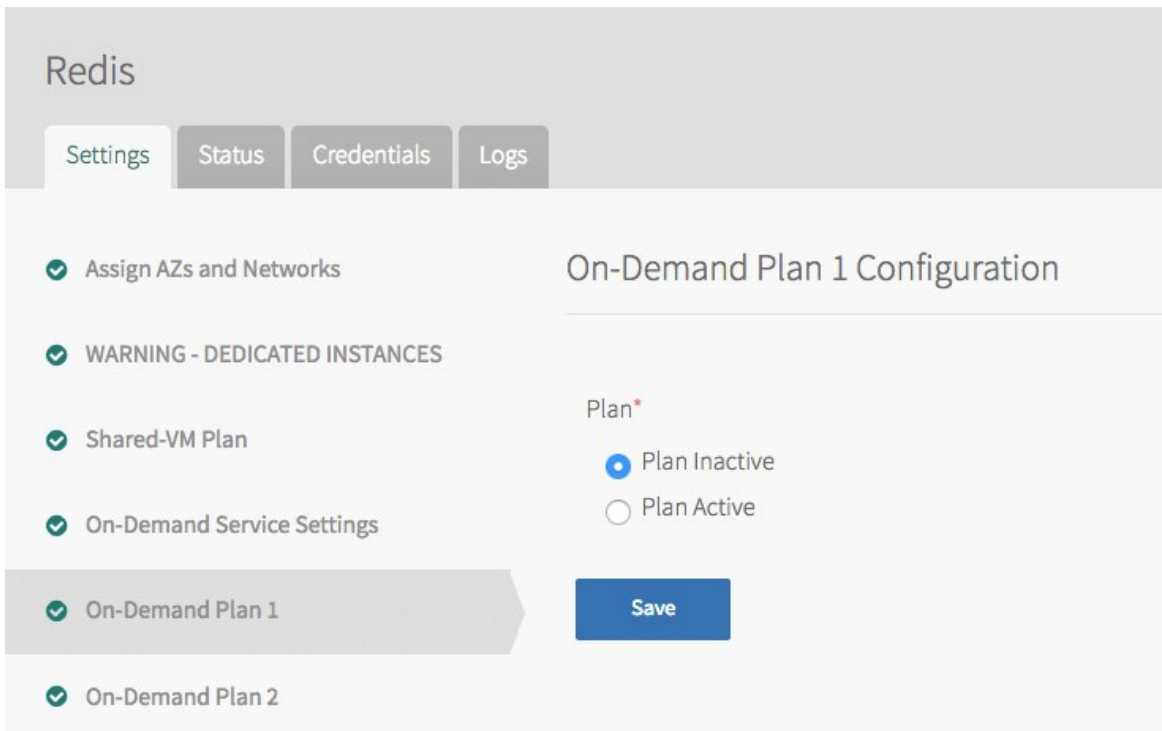 Redis
Settings Status Credentials Logs
Assign AZs and Networks
WARNING - DEDICATED INSTANCES
Shared-VM Plan
On-Demand Service Settings
On-Demand Plan 1
On-Demand Plan 2
On-Demand Plan 1 Configuration
Plan*
Plan Inactive
Plan Active
Save